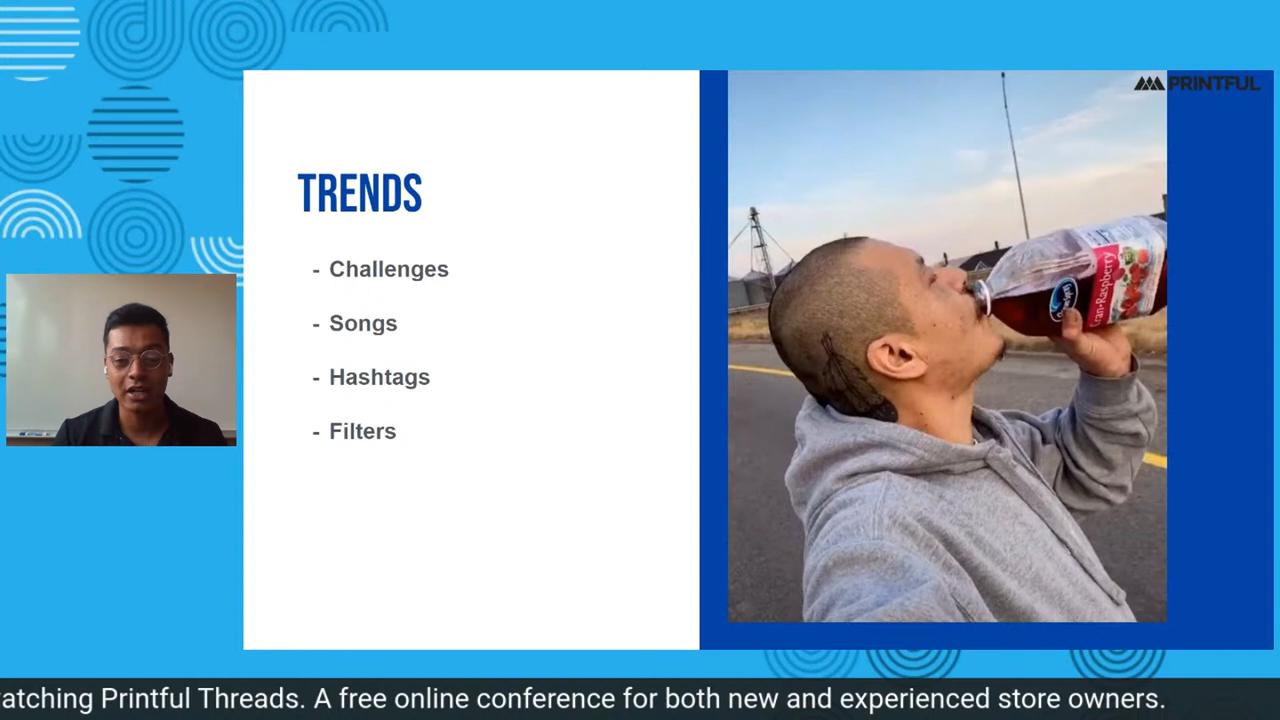 PRINTFUL
TRENDS
- Challenges
- Songs
- Hashtags
- Filters
Ocean Spray
Cran-Raspberry
atching Printful Threads. A free online conference for both new and experienced store owners.